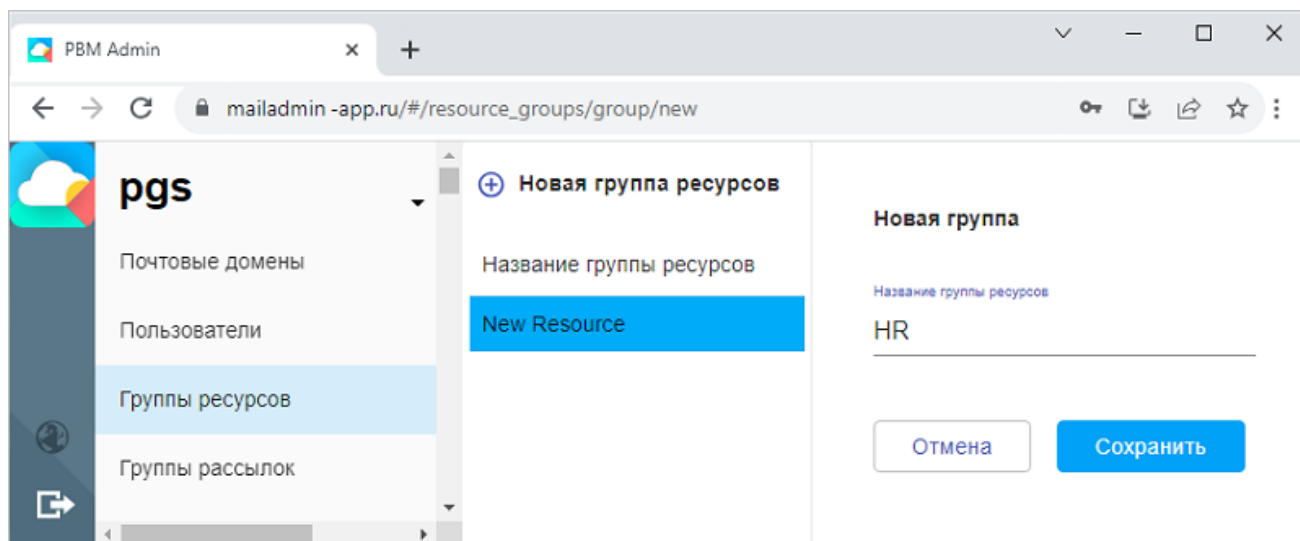 PBM Admin
mailadmin -app.ru/#/resource_groups/group/new
pgs
Почтовые домены
Пользователи
Группы ресурсов
Группы рассылок
Новая группа ресурсов
Название группы ресурсов
New Resource
Новая группа
Название группы ресурсов
HR
Отмена
Сохранить